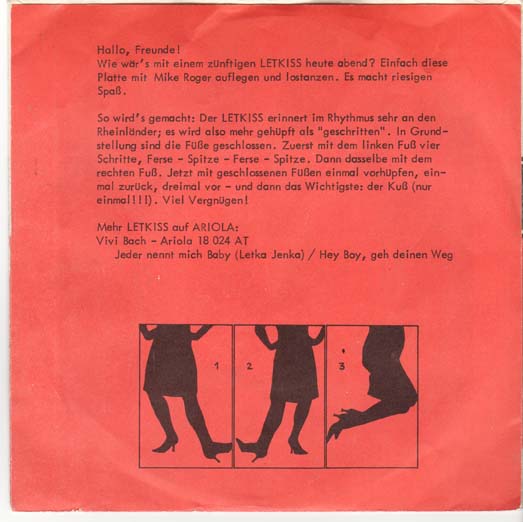 Hallo, Freunde!
Wie wär's mit einem zünftigen LETKISS heute abend? Einfach diese
Platte mit Mike Roger auflegen und lostanzen. Es macht riesigen
Spaß.
So wird's gemacht: Der LETKISS erinnert im Rhythmus sehr an den
Rheinländer; es wird also mehr gehüpft als "geschritten". In Grund-
stellung sind die Füße geschlossen. Zuerst mit dem linken Fuß vier
Schritte, Ferse - Spitze - Ferse - Spitze. Dann dasselbe mit dem
rechten Fuß. Jetzt mit geschlossenen Füßen einmal vorhüpfen, ein-
mal zurück, dreimal vor - und dann das Wichtigste: der Kuß (nur
einmal!!!). Viel Vergnügen!
Mehr LETKISS auf ARIOLA:
Vivi Bach - Ariola 18 024 AT
Jeder nennt mich Baby (Letka Jenka) / Hey Boy, geh deinen Weg
1 2 3